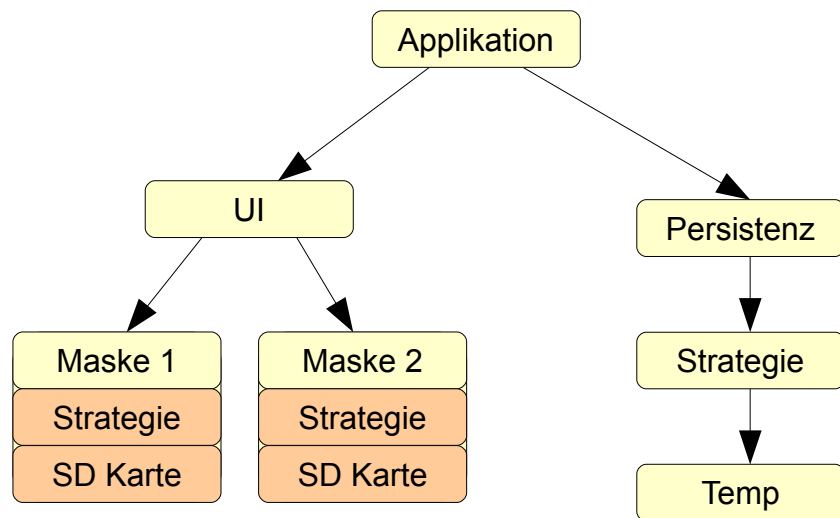 Applikation
UI
Persistenz
Maske 1
Maske 2
Strategie
Strategie
Strategie
SD Karte
SD Karte
Temp